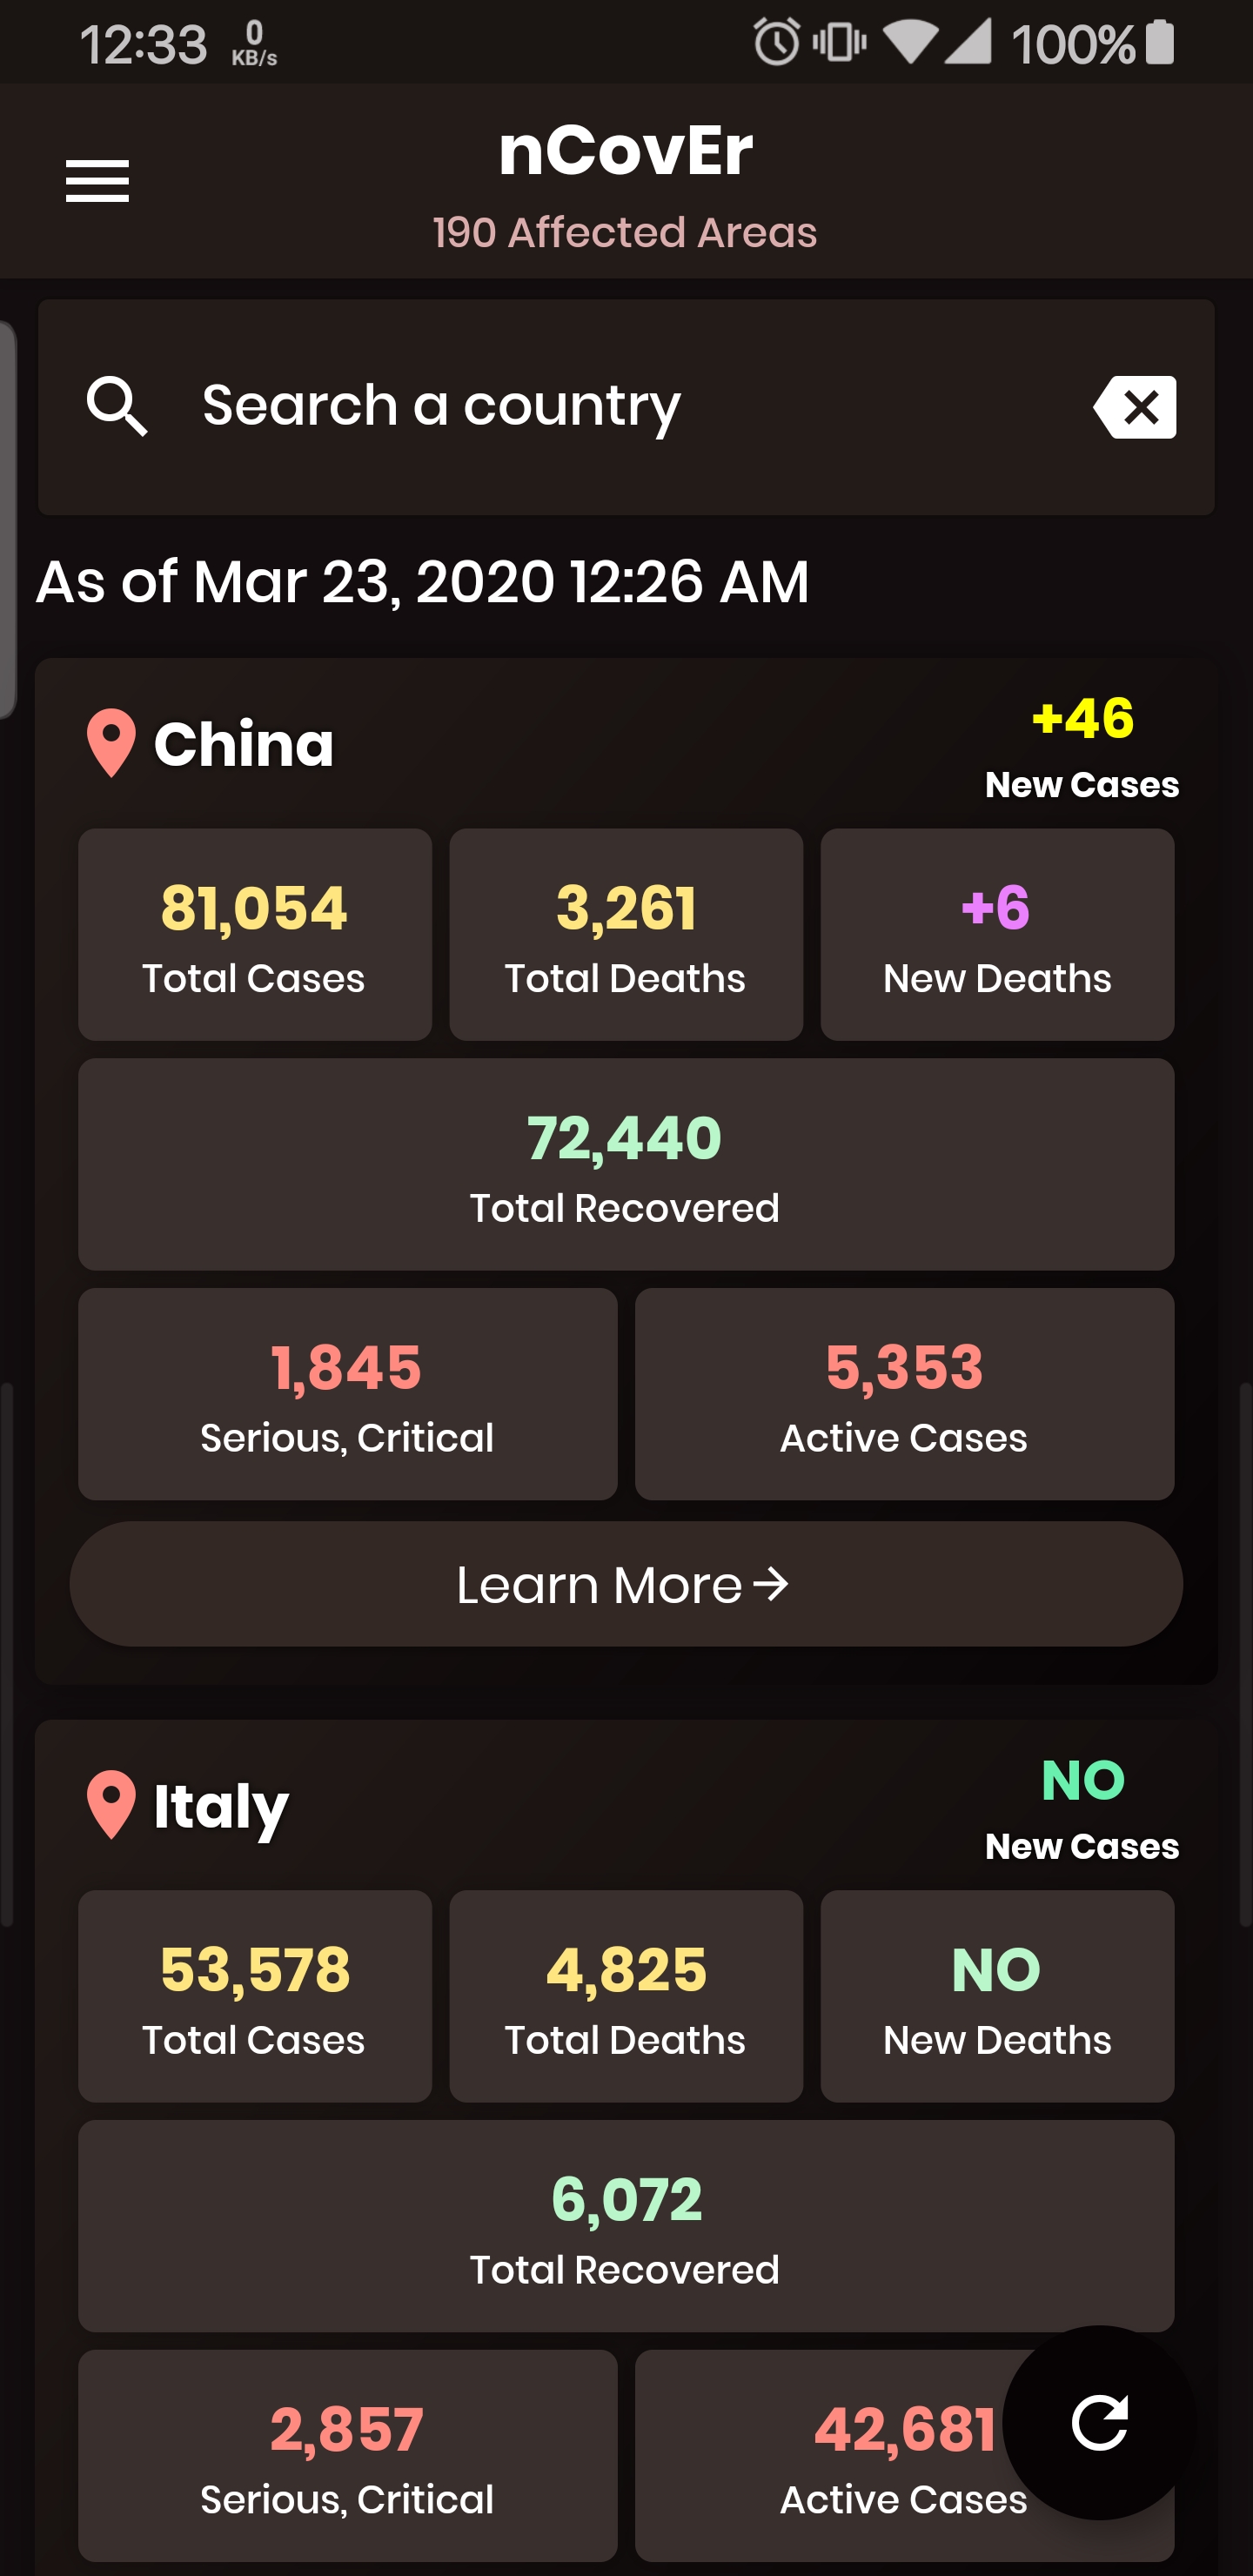 12:33 0 KB/s 100%
nCovEr
190 Affected Areas
Search a country
As of Mar 23, 2020 12:26 AM
China
+46
New Cases
81,054
Total Cases
3,261
Total Deaths
+6
New Deaths
72,440
Total Recovered
1,845
Serious, Critical
5,353
Active Cases
Learn More
Italy
NO
New Cases
53,578
Total Cases
4,825
Total Deaths
NO
New Deaths
6,072
Total Recovered
2,857
Serious, Critical
42,681
Active Cases